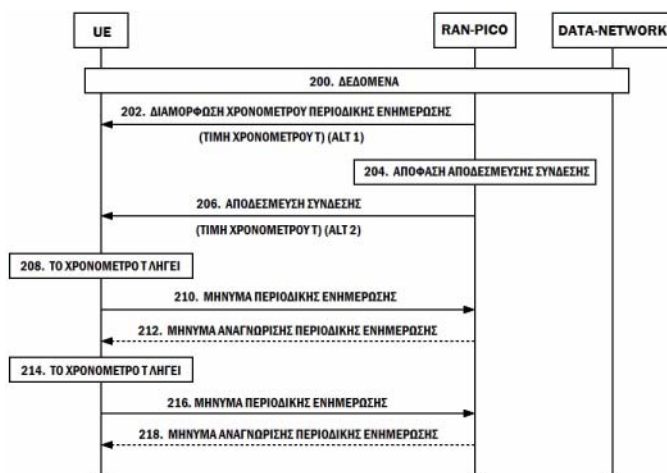 UE
RAN-PICO
DATA-NETWORK
200. ΔΕΔΟΜΕΝΑ
202. ΔΙΑΜΟΡΦΩΣΗ ΧΡΟΝΟΜΕΤΡΟΥ ΠΕΡΙΟΔΙΚΗΣ ΕΝΗΜΕΡΩΣΗΣ
(ΤΙΜΗ ΧΡΟΝΟΜΕΤΡΟΥ Τ) (ALT 1)
204. ΑΠΟΦΑΣΗ ΑΠΟΔΕΣΜΕΥΣΗΣ ΣΥΝΔΕΣΗΣ
206. ΑΠΟΔΕΣΜΕΥΣΗ ΣΥΝΔΕΣΗΣ
(ΤΙΜΗ ΧΡΟΝΟΜΕΤΡΟΥ Τ) (ALT 2)
208. ΤΟ ΧΡΟΝΟΜΕΤΡΟ Τ ΛΗΓΕΙ
210. ΜΗΝΥΜΑ ΠΕΡΙΟΔΙΚΗΣ ΕΝΗΜΕΡΩΣΗΣ
212. ΜΗΝΥΜΑ ΑΝΑΓΝΩΡΙΣΗΣ ΠΕΡΙΟΔΙΚΗΣ ΕΝΗΜΕΡΩΣΗΣ
214. ΤΟ ΧΡΟΝΟΜΕΤΡΟ Τ ΛΗΓΕΙ
216. ΜΗΝΥΜΑ ΠΕΡΙΟΔΙΚΗΣ ΕΝΗΜΕΡΩΣΗΣ
218. ΜΗΝΥΜΑ ΑΝΑΓΝΩΡΙΣΗΣ ΠΕΡΙΟΔΙΚΗΣ ΕΝΗΜΕΡΩΣΗΣ